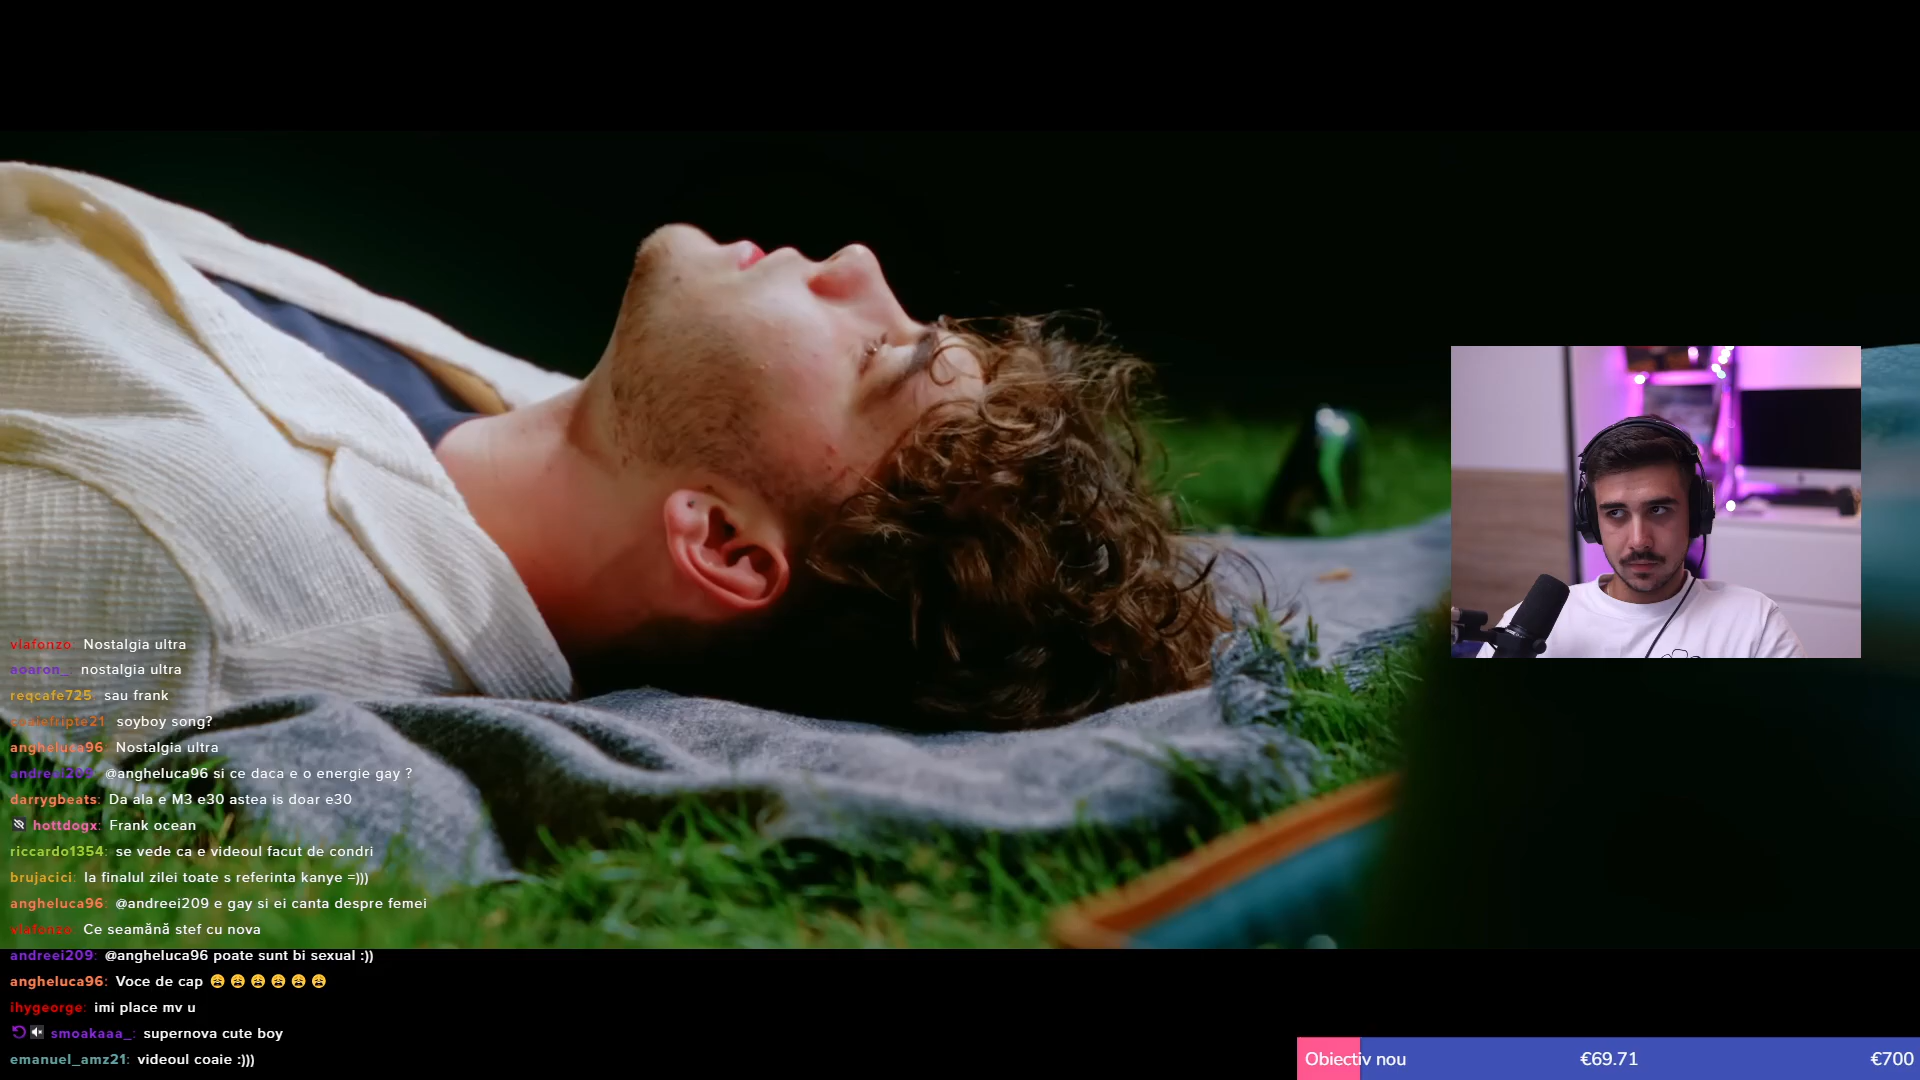 vlafonzo: Nostalgia ultra
aoaron_: nostalgia ultra
reqcafe725: sau frank
coaiefripte21: soyboy song?
angheluca96: Nostalgia ultra
andreei209: @angheluca96 si ce daca e o energie gay ?
darrygbeats: Da ala e M3 e30 astea is doar e30
hottdogx: Frank ocean
riccardo1354: se vede ca e videoul facut de condri
brujacici: la finalul zilei toate s referinta kanye =)))
angheluca96: @andreei209 e gay si ei canta despre femei
vlafonzo: Ce seamănă stef cu nova
andreei209: @angheluca96 poate sunt bi sexual :))
angheluca96: Voce de cap 😩😩😩😩😩😩
ihygeorge: imi place mv u
smoakaaa_: supernova cute boy
emanuel_amz21: videoul coaie :)))
Obiectiv nou €69.71 €700